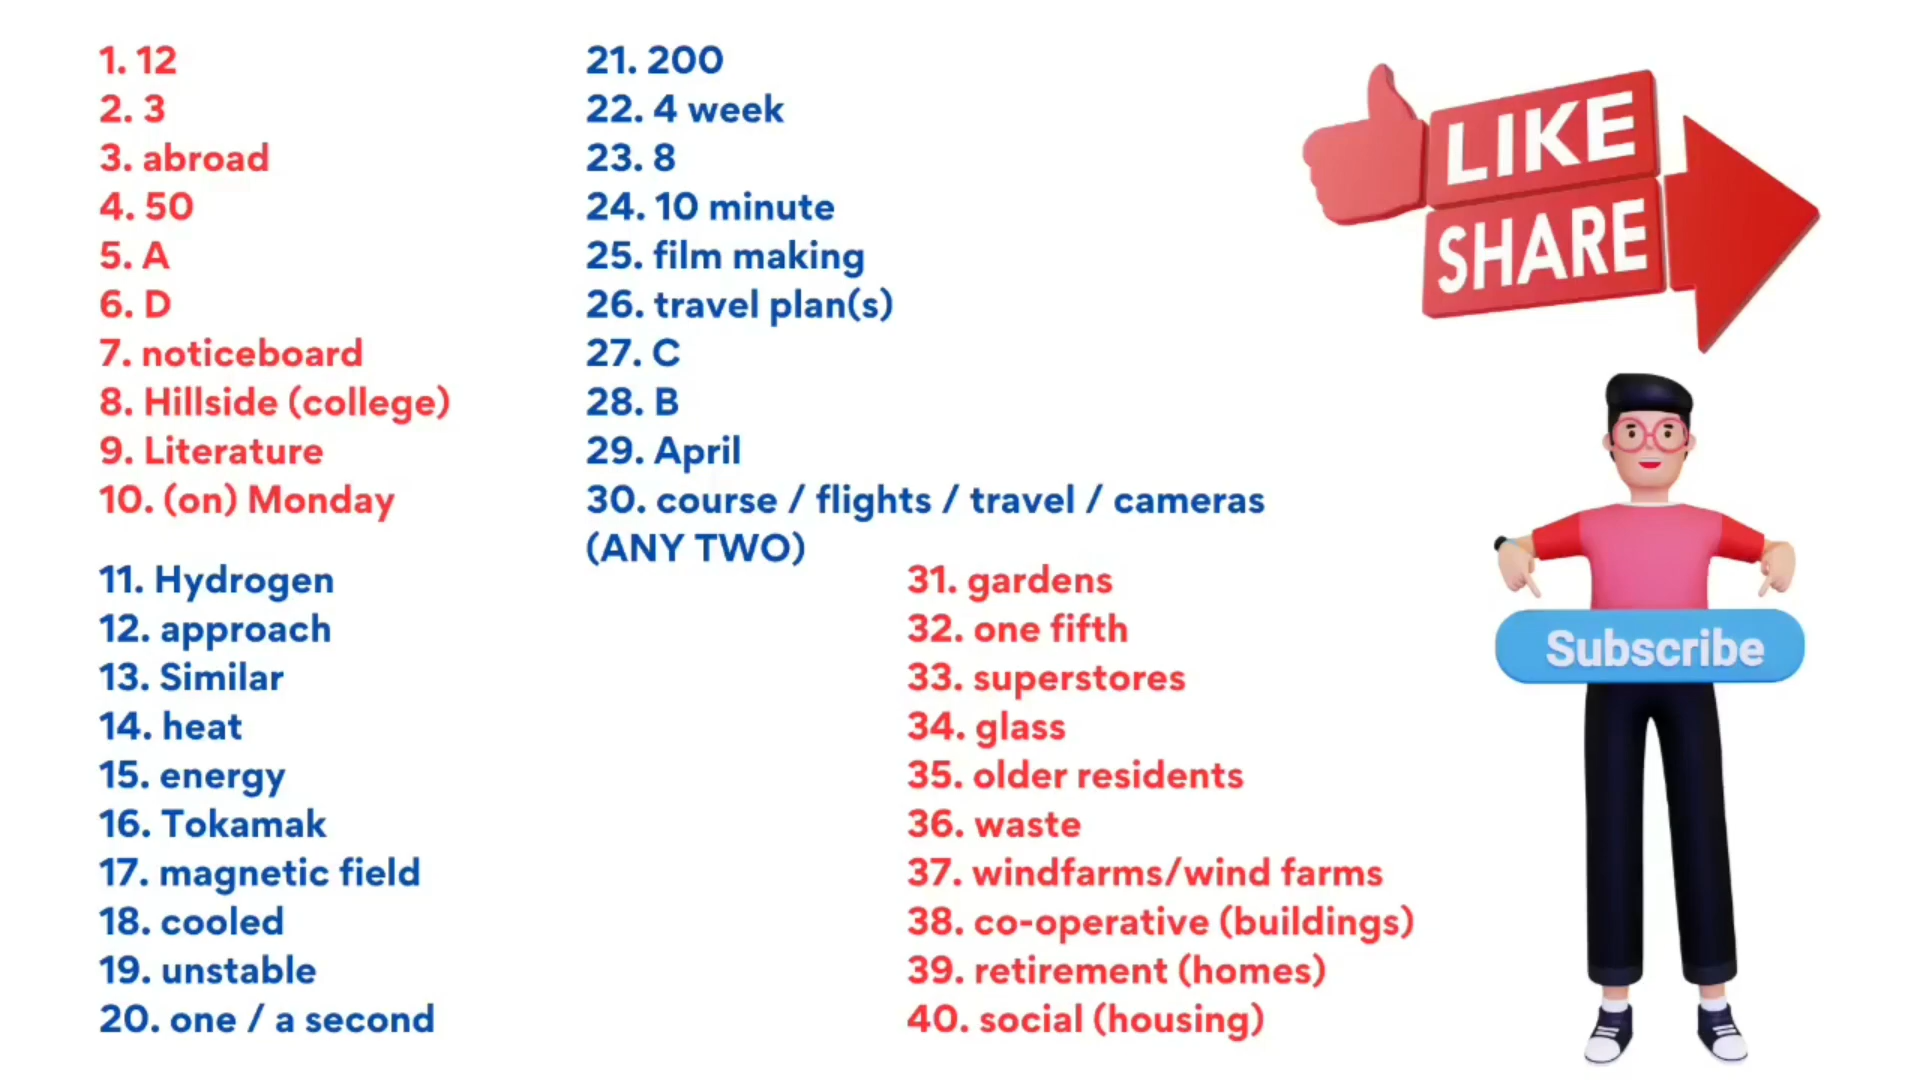 1. 12
2. 3
3. abroad
4. 50
5. A
6. D
7. noticeboard
8. Hillside (college)
9. Literature
10. (on) Monday
11. Hydrogen
12. approach
13. Similar
14. heat
15. energy
16. Tokamak
17. magnetic field
18. cooled
19. unstable
20. one / a second
21. 200
22. 4 week
23. 8
24. 10 minute
25. film making
26. travel plan(s)
27. C
28. B
29. April
30. course / flights / travel / cameras
(ANY TWO)
31. gardens
32. one fifth
33. superstores
34. glass
35. older residents
36. waste
37. windfarms/wind farms
38. co-operative (buildings)
39. retirement (homes)
40. social (housing)
LIKE
SHARE
Subscribe